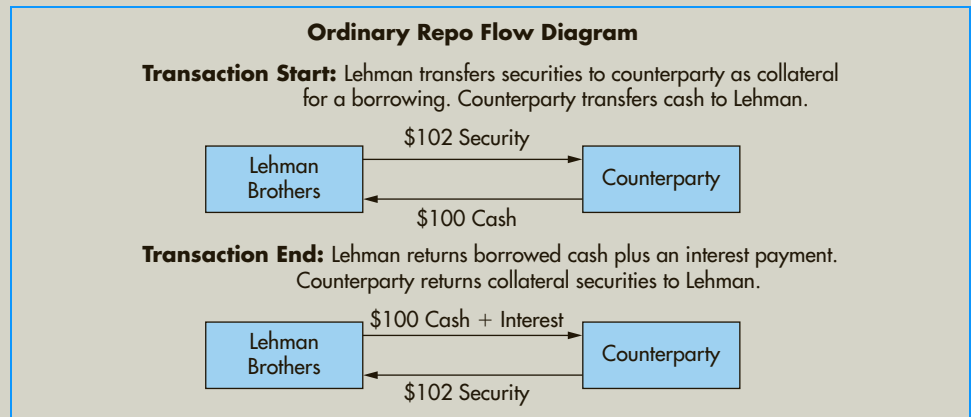 Ordinary Repo Flow Diagram
Transaction Start: Lehman transfers securities to counterparty as collateral
for a borrowing. Counterparty transfers cash to Lehman.
$102 Security
Lehman
Brothers
Counterparty
$100 Cash
Transaction End: Lehman returns borrowed cash plus an interest payment.
Counterparty returns collateral securities to Lehman.
$100 Cash + Interest
Lehman
Brothers
Counterparty
$102 Security